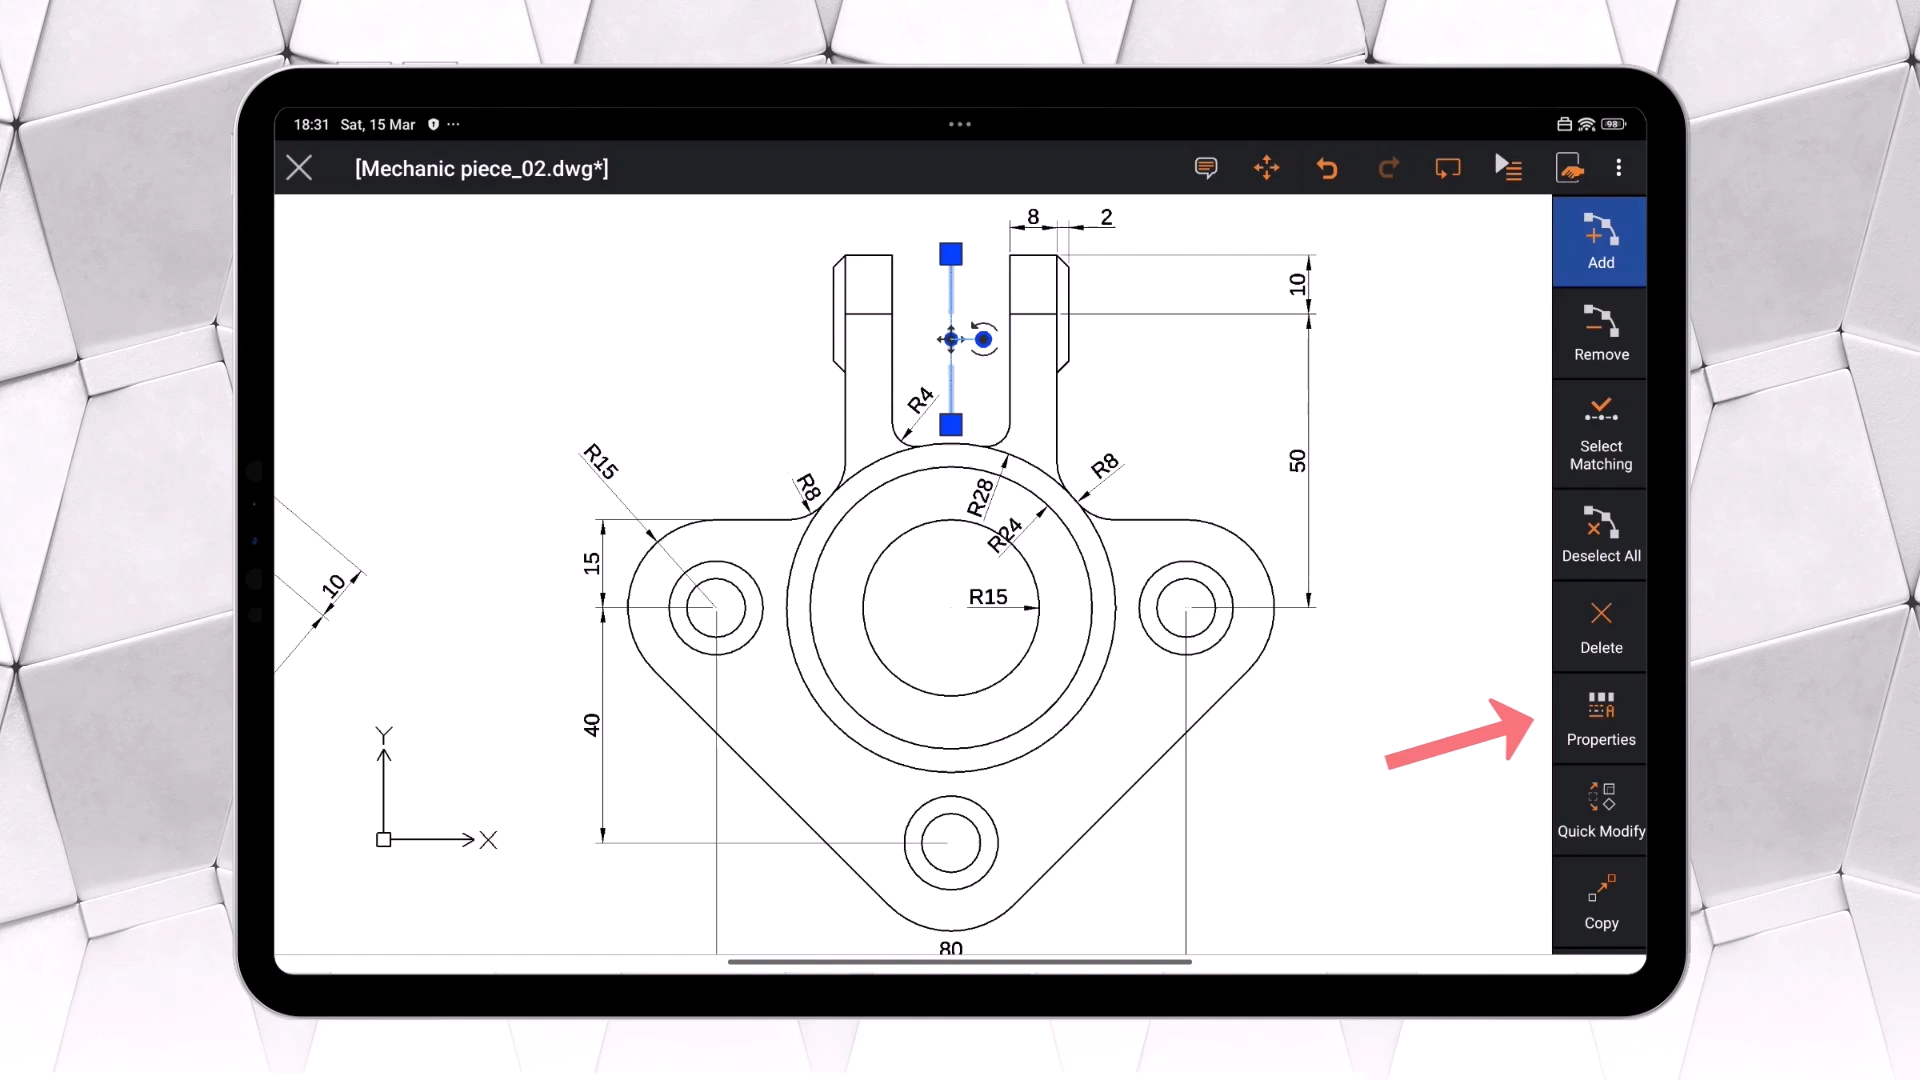 18:31 Sat, 15 Mar ...
98
[Mechanic piece_02.dwg*]
8
2
10
50
R4
R15
R8
R8
R28
R24
R15
15
40
10
80
Y
X
Add
Remove
Select
Matching
Deselect All
Delete
Properties
Quick Modify
Copy